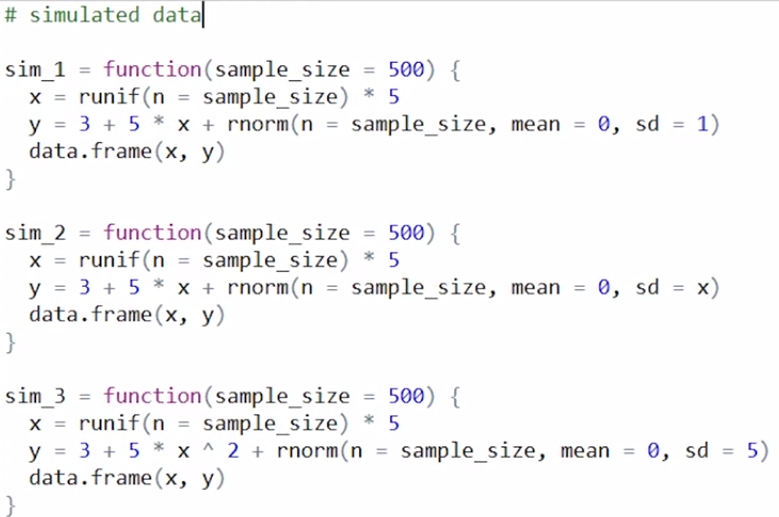 # simulated data
sim_1 = function(sample_size = 500) {
x = runif(n = sample_size) * 5
y = 3 + 5 * x + rnorm(n = sample_size, mean = 0, sd = 1)
data.frame(x, y)
}
sim_2 = function(sample_size = 500) {
x = runif(n = sample_size) * 5
y = 3 + 5 * x + rnorm(n = sample_size, mean = 0, sd = x)
data.frame(x, y)
}
sim_3 = function(sample_size = 500) {
x = runif(n = sample_size) * 5
y = 3 + 5 * x ^ 2 + rnorm(n = sample_size, mean = 0, sd = 5)
data.frame(x, y)
}